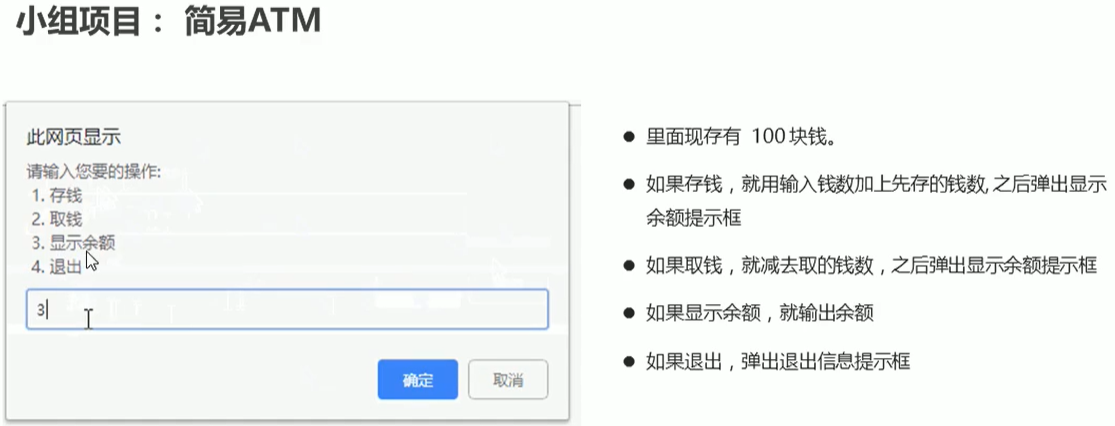 小组项目： 简易ATM
此网页显示
请输入您要的操作:
1. 存钱
2. 取钱
3. 显示余额
4. 退出
3
确定
取消
● 里面现存有 100块钱。
● 如果存钱，就用输入钱数加上先存的钱数, 之后弹出显示
余额提示框
● 如果取钱，就减去取的钱数，之后弹出显示余额提示框
● 如果显示余额，就输出余额
● 如果退出，弹出退出信息提示框